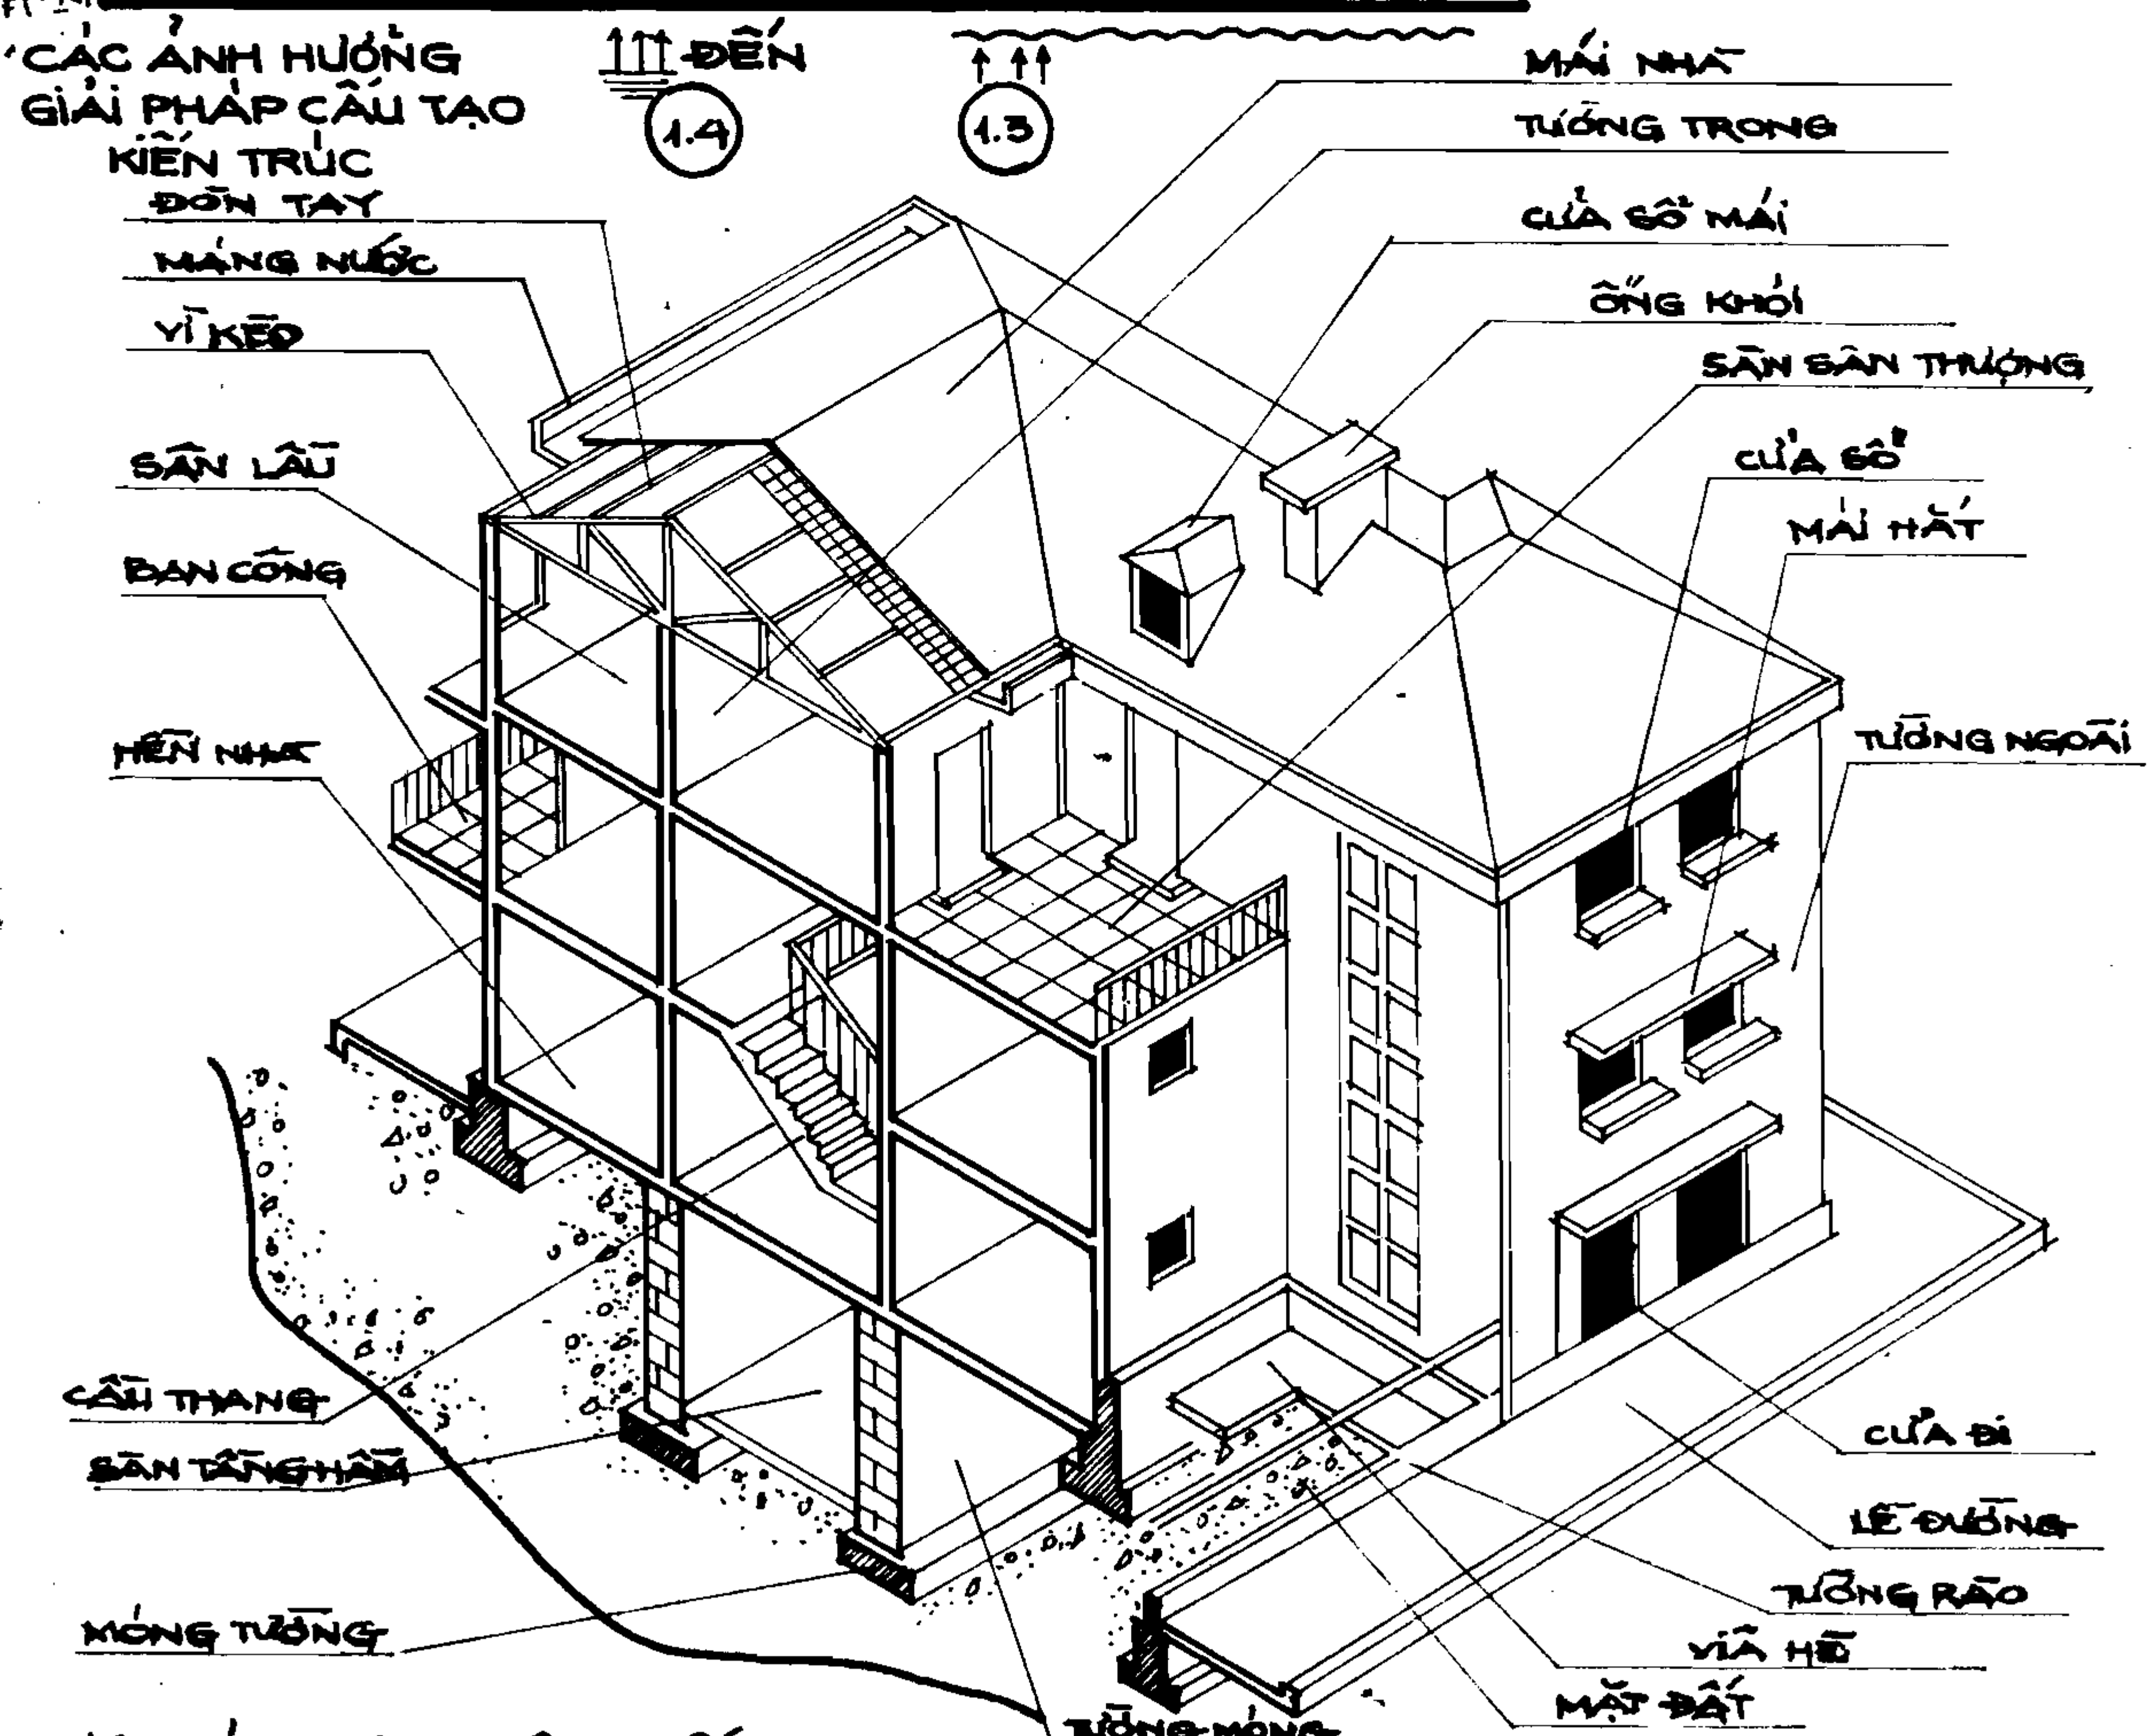 CÁC ẢNH HƯỞNG
ĐẾN
GIẢI PHÁP CẤU TẠO
KIẾN TRÚC
1.4
1.3
ĐÒN TAY
MÁNG NƯỚC
VÌ KÈO
SÀN LẦU
BAN CÔNG
NỀN NHÀ
CẦU THANG
SÀN TẦNG HẦM
MÓNG TƯỜNG
MÁI NHÀ
TƯỜNG TRONG
CỬA SỔ MÁI
ỐNG KHÓI
SÀN SÂN THƯỢNG
CỬA SỔ
MÁI HẮT
TƯỜNG NGOÀI
CỬA ĐI
LỀ ĐƯỜNG
TƯỜNG RÀO
VỈA HÈ
MẶT ĐẤT
TƯỜNG MÓNG